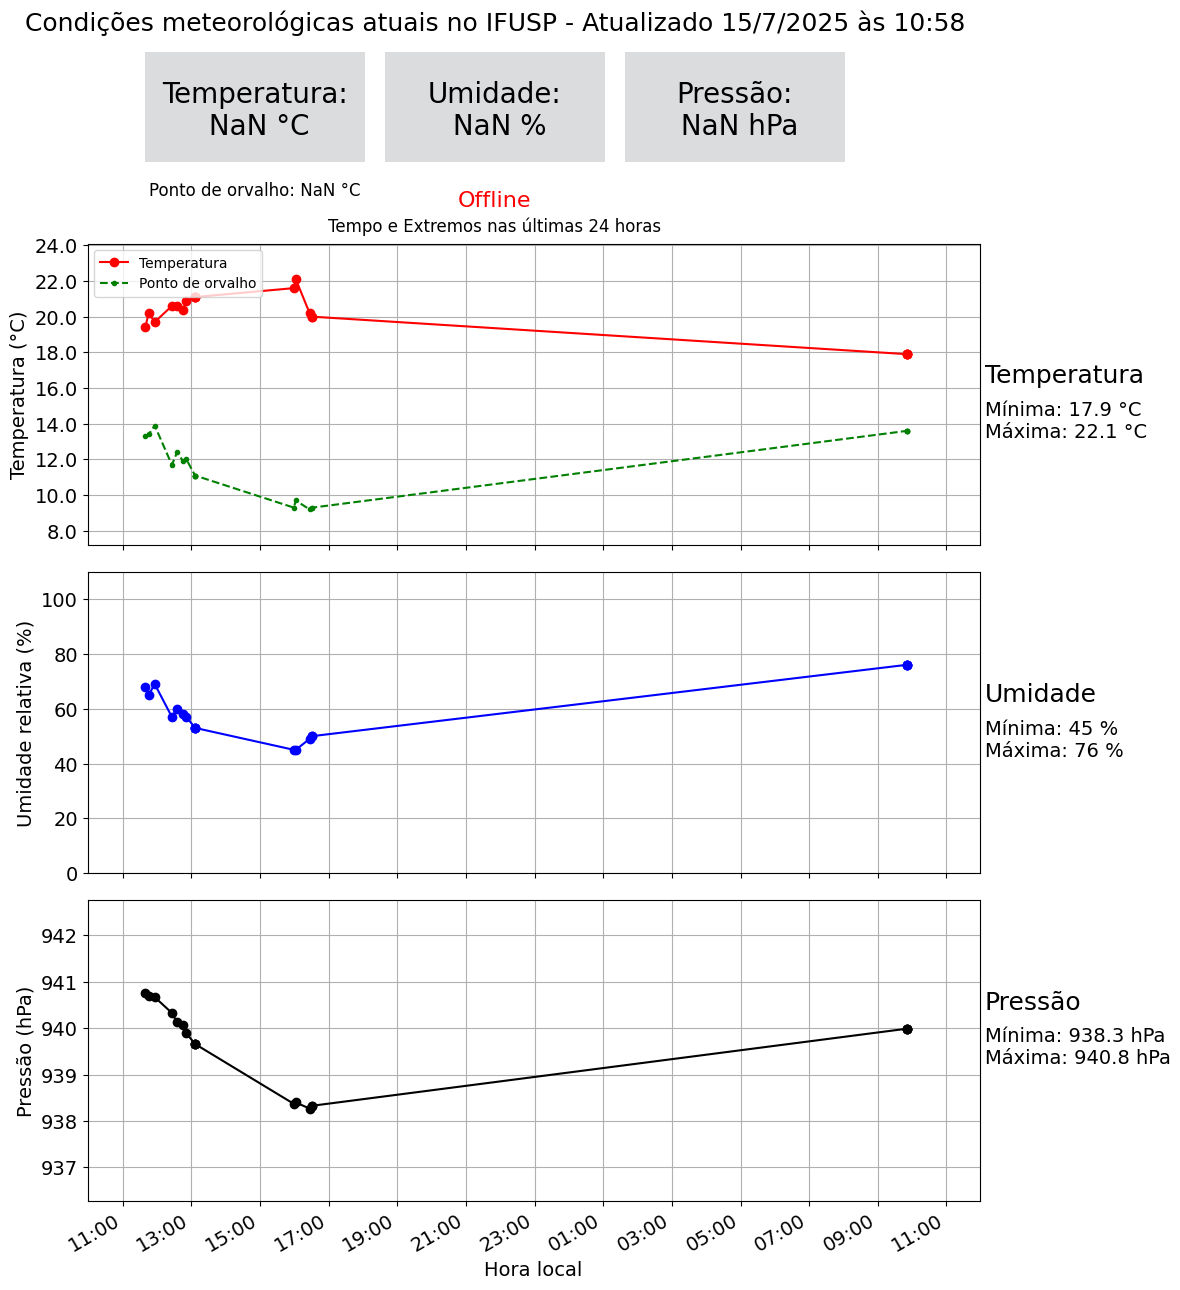 Condições meteorológicas atuais no IFUSP - Atualizado 15/7/2025 às 10:58
Temperatura:
NaN °C
Umidade:
NaN %
Pressão:
NaN hPa
Ponto de orvalho: NaN °C
Offline
Tempo e Extremos nas últimas 24 horas
Temperatura
Ponto de orvalho
Temperatura (°C)
24.0
22.0
20.0
18.0
16.0
14.0
12.0
10.0
8.0
Temperatura
Mínima: 17.9 °C
Máxima: 22.1 °C
Umidade relativa (%)
100
80
60
40
20
0
Umidade
Mínima: 45 %
Máxima: 76 %
Pressão (hPa)
942
941
940
939
938
937
Pressão
Mínima: 938.3 hPa
Máxima: 940.8 hPa
11:00
13:00
15:00
17:00
19:00
21:00
23:00
01:00
03:00
05:00
07:00
09:00
11:00
Hora local